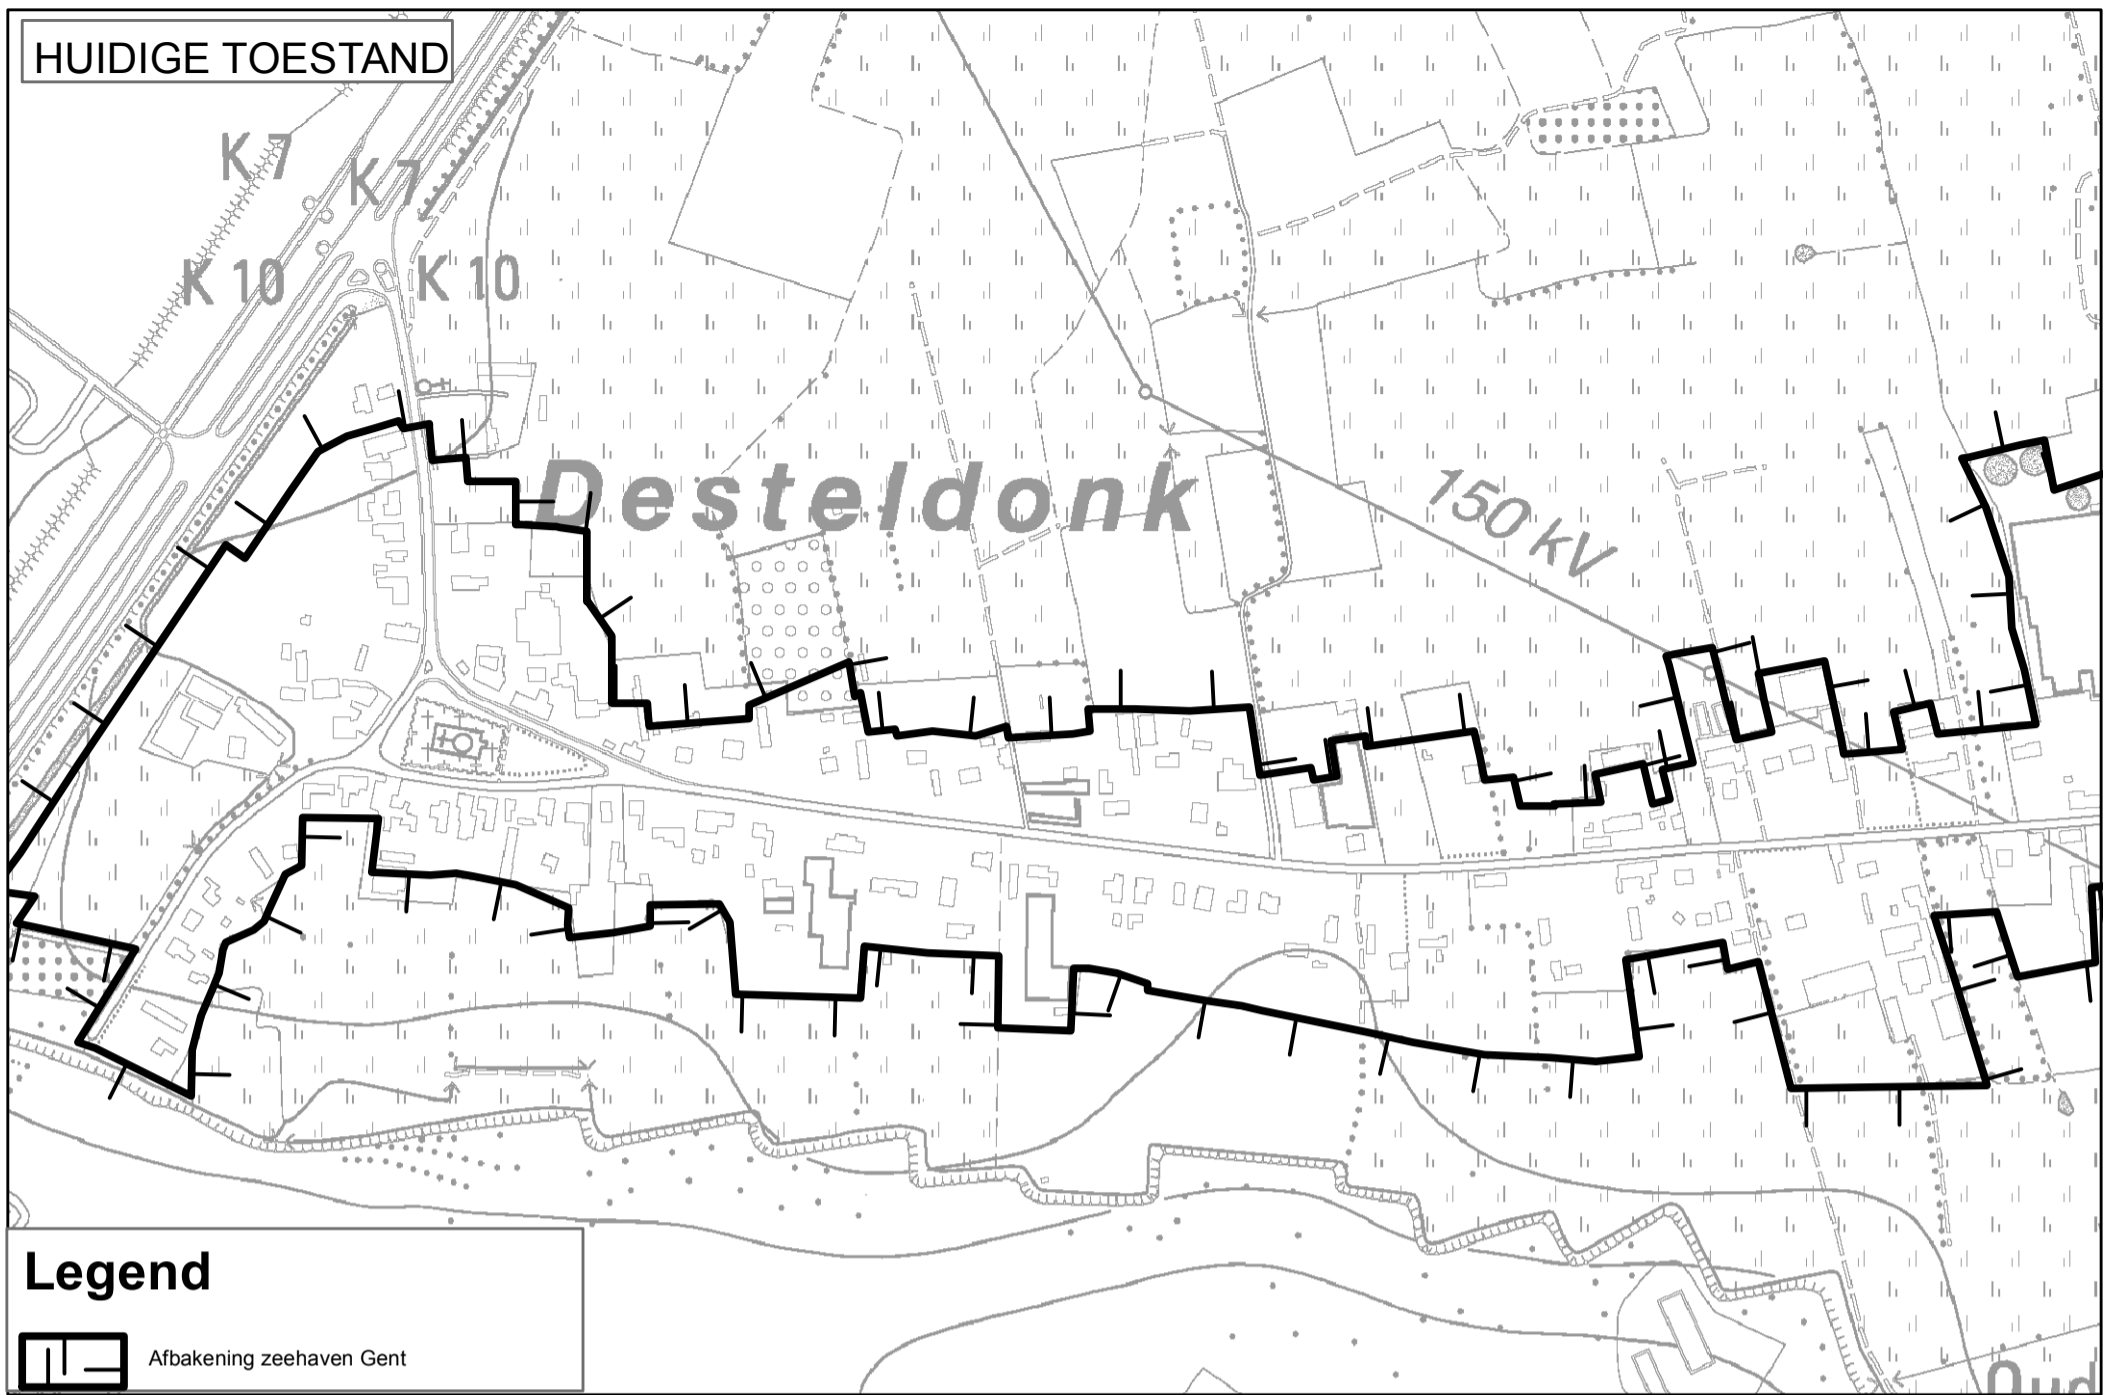 HUIDIGE TOESTAND
K 7
K 7
K 10
K 10
Desteldonk
150 kV
Legend
Afbakening zeehaven Gent